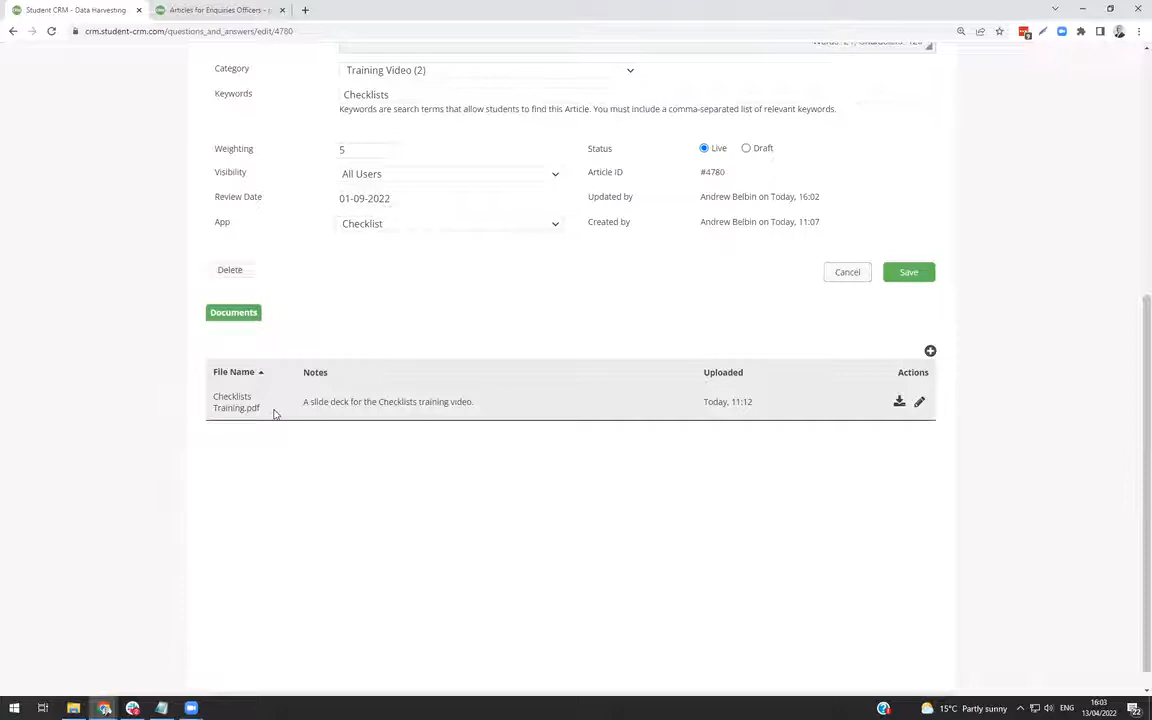 Student CRM - Data Harvesting
Articles for Enquiries Officers -
crm.student-crm.com/questions_and_answers/edit/4780
Category
Training Video (2)
Keywords
Checklists
Keywords are search terms that allow students to find this Article. You must include a comma-separated list of relevant keywords.
Weighting
5
Status
Live
Draft
Visibility
All Users
Article ID
#4780
Review Date
01-09-2022
Updated by
Andrew Belbin on Today, 16:02
App
Checklist
Created by
Andrew Belbin on Today, 11:07
Delete
Cancel
Save
Documents
File Name
Notes
Uploaded
Actions
Checklists
Training.pdf
A slide deck for the Checklists training video.
Today, 11:12
15°C Partly sunny
ENG
16:03
13/04/2022
22